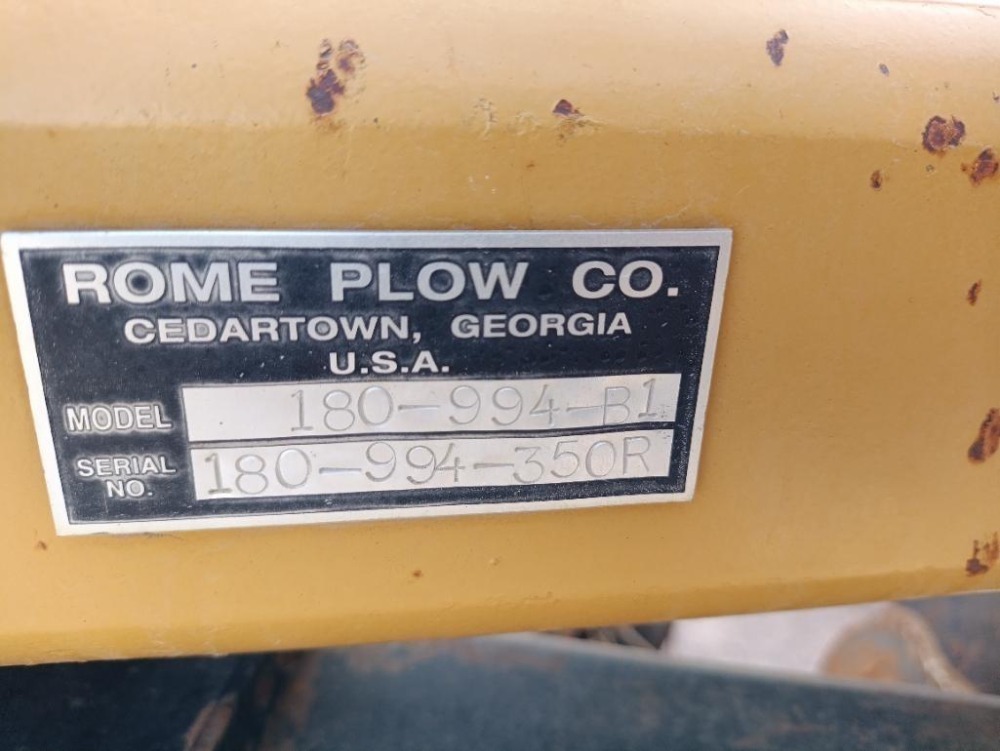 ROME PLOW CO.
CEDARTOWN, GEORGIA
U.S.A.
MODEL 180-994-B1
SERIAL NO. 180-994-350R